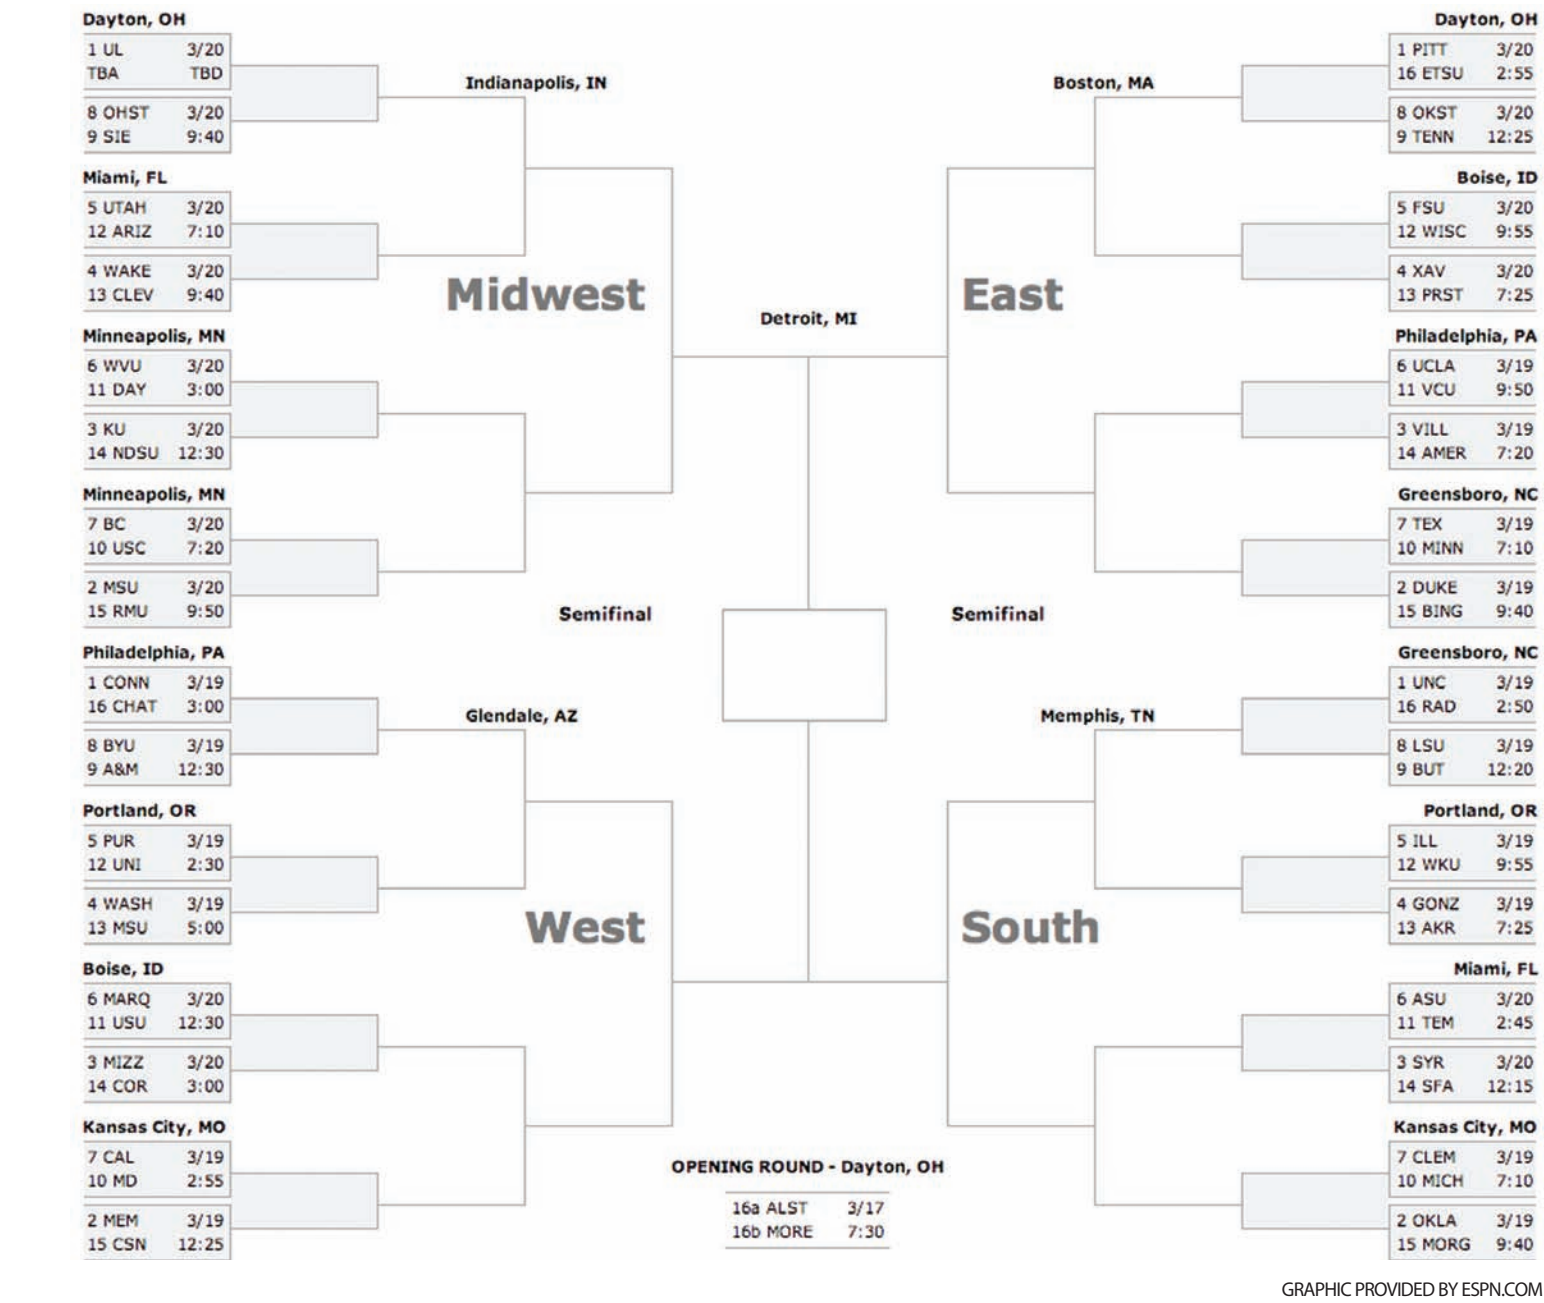 Dayton, OH
1 UL 3/20
TBA TBD
8 OHST 3/20
9 SIE 9:40
Miami, FL
5 UTAH 3/20
12 ARIZ 7:10
4 WAKE 3/20
13 CLEV 9:40
Minneapolis, MN
6 WVU 3/20
11 DAY 3:00
3 KU 3/20
14 NDSU 12:30
Minneapolis, MN
7 BC 3/20
10 USC 7:20
2 MSU 3/20
15 RMU 9:50
Indianapolis, IN
Midwest
Philadelphia, PA
1 CONN 3/19
16 CHAT 3:00
8 BYU 3/19
9 A&M 12:30
Portland, OR
5 PUR 3/19
12 UNI 2:30
4 WASH 3/19
13 MSU 5:00
Boise, ID
6 MARQ 3/20
11 USU 12:30
3 MIZZ 3/20
14 COR 3:00
Kansas City, MO
7 CAL 3/19
10 MD 2:55
2 MEM 3/19
15 CSN 12:25
Glendale, AZ
West
Detroit, MI
Semifinal
Semifinal
OPENING ROUND - Dayton, OH
16a ALST 3/17
16b MORE 7:30
Boston, MA
East
Dayton, OH
1 PITT 3/20
16 ETSU 2:55
8 OKST 3/20
9 TENN 12:25
Boise, ID
5 FSU 3/20
12 WISC 9:55
4 XAV 3/20
13 PRST 7:25
Philadelphia, PA
6 UCLA 3/19
11 VCU 9:50
3 VILL 3/19
14 AMER 7:20
Greensboro, NC
7 TEX 3/19
10 MINN 7:10
2 DUKE 3/19
15 BING 9:40
Memphis, TN
South
Greensboro, NC
1 UNC 3/19
16 RAD 2:50
8 LSU 3/19
9 BUT 12:20
Portland, OR
5 ILL 3/19
12 WKU 9:55
4 GONZ 3/19
13 AKR 7:25
Miami, FL
6 ASU 3/20
11 TEM 2:45
3 SYR 3/20
14 SFA 12:15
Kansas City, MO
7 CLEM 3/19
10 MICH 7:10
2 OKLA 3/19
15 MORG 9:40
GRAPHIC PROVIDED BY ESPN.COM